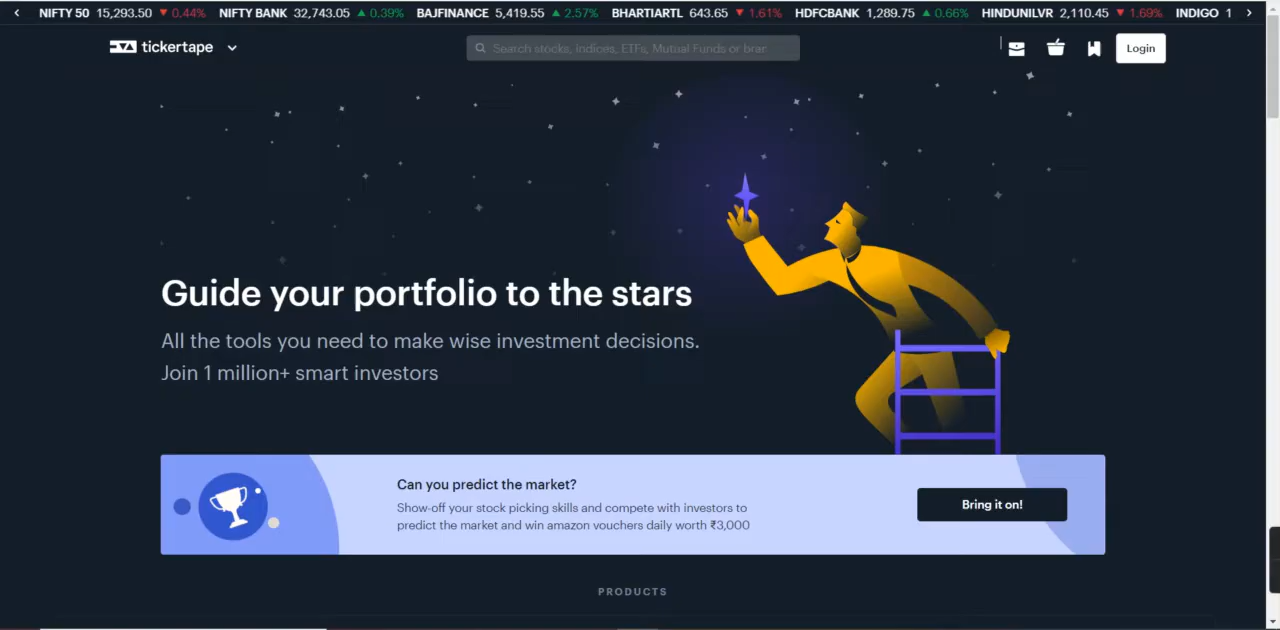 NIFTY 50 15,293.50 ▼ 0.44% NIFTY BANK 32,743.05 ▲ 0.39% BAJFINANCE 5,419.55 ▲ 2.57% BHARTIARTL 643.65 ▼ 1.61% HDFCBANK 1,289.75 ▲ 0.66% HINDUNILVR 2,110.45 ▼ 1.69% INDIGO 1
tickertape
Search stocks, indices, ETFs, Mutual Funds or bran
Login
Guide your portfolio to the stars
All the tools you need to make wise investment decisions.
Join 1 million+ smart investors
Can you predict the market?
Show-off your stock picking skills and compete with investors to
predict the market and win amazon vouchers daily worth ₹3,000
Bring it on!
PRODUCTS